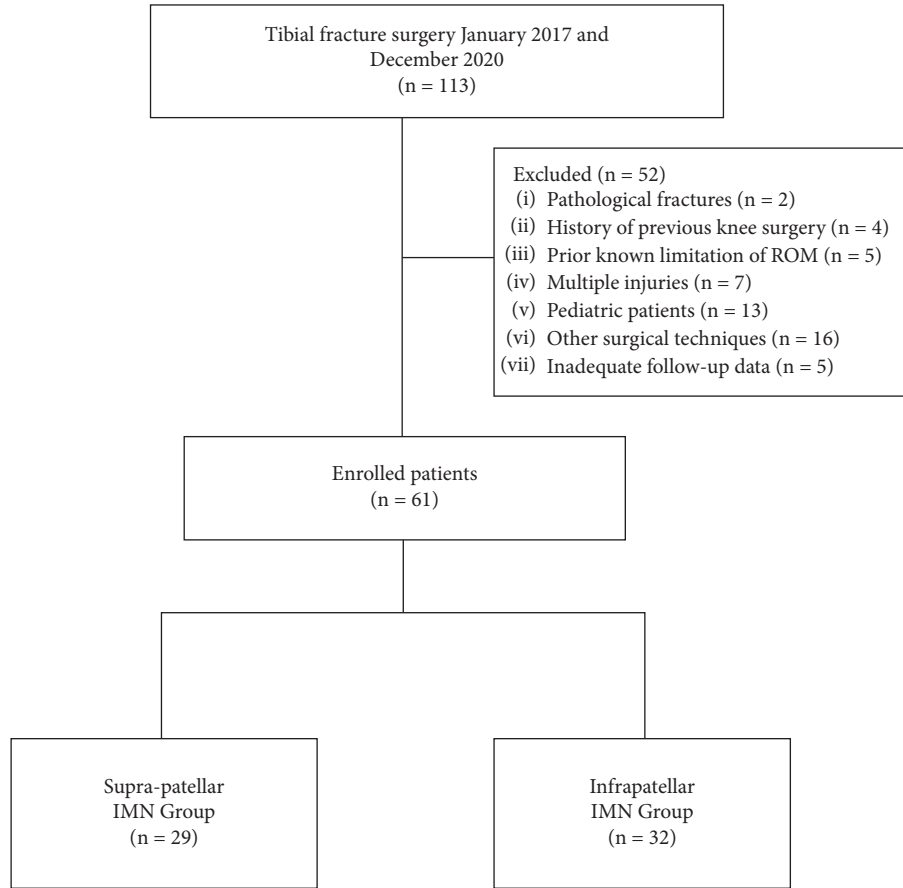 Tibial fracture surgery January 2017 and
December 2020
(n = 113)
Excluded (n = 52)
(i) Pathological fractures (n = 2)
(ii) History of previous knee surgery (n = 4)
(iii) Prior known limitation of ROM (n = 5)
(iv) Multiple injuries (n = 7)
(v) Pediatric patients (n = 13)
(vi) Other surgical techniques (n = 16)
(vii) Inadequate follow-up data (n = 5)
Enrolled patients
(n = 61)
Supra-patellar
IMN Group
(n = 29)
Infrapatellar
IMN Group
(n = 32)